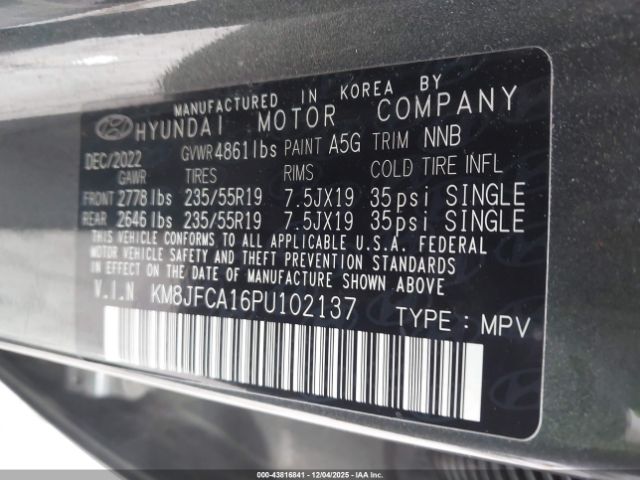 MANUFACTURED IN KOREA BY
HYUNDAI MOTOR COMPANY
DEC/2022 GVWR 4861lbs PAINT A5G TRIM NNB
GAWR TIRES RIMS COLD TIRE INFL
FRONT 2778lbs 235/55R19 7.5JX19 35psi SINGLE
REAR 2646lbs 235/55R19 7.5JX19 35psi SINGLE
THIS VEHICLE CONFORMS TO ALL APPLICABLE U.S.A. FEDERAL
MOTOR VEHICLE SAFETY AND THEFT PREVENTION STANDARDS
IN EFFECT ON THE DATE OF MANUFACTURE SHOWN ABOVE
V.I.N KM8JFCA16PU102137 TYPE : MPV
000-43816841 - 12/04/2025 - IAAI, Inc.